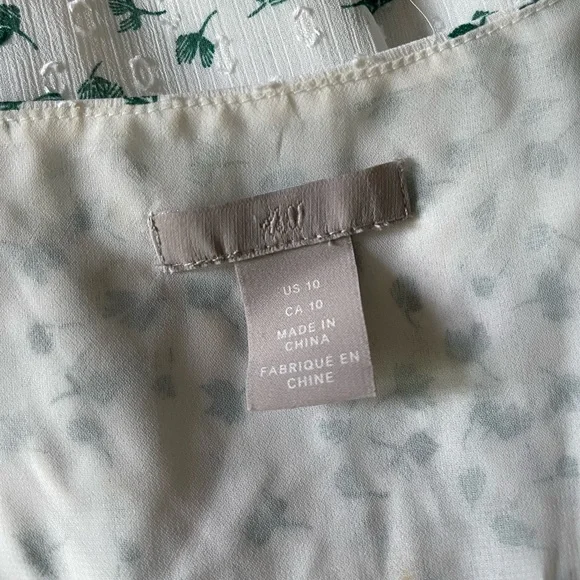 H&M
US 10
CA 10
MADE IN
CHINA
FABRIQUE EN
CHINE